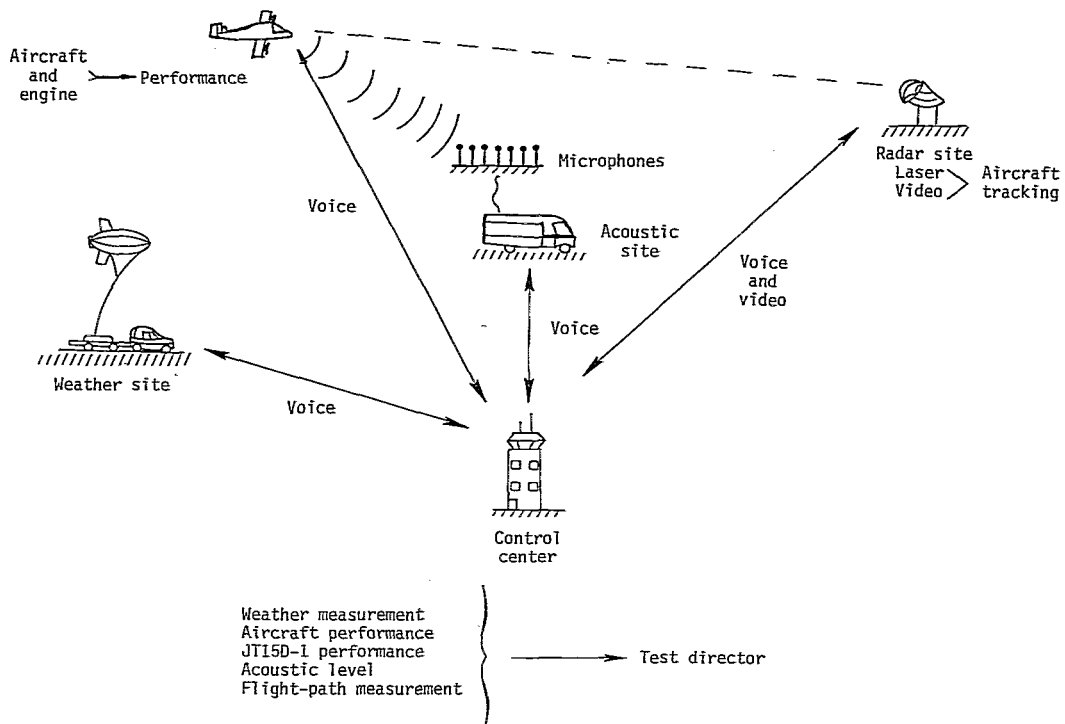 Aircraft
and
engine
Performance
Microphones
Radar site
Laser
Video
Aircraft
tracking
Voice
Acoustic
site
Voice
and
video
Voice
Weather site
Voice
Control
center
Weather measurement
Aircraft performance
JT15D-1 performance
Acoustic level
Flight-path measurement
Test director